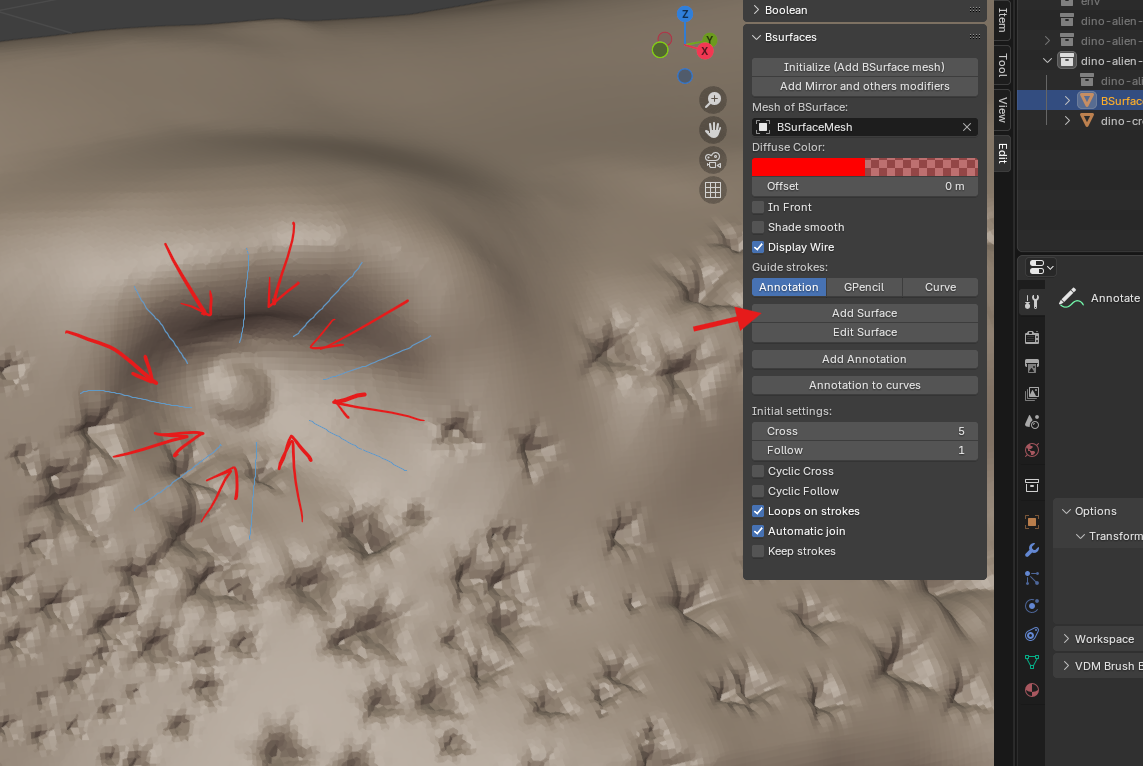 Boolean
Bsurfaces
Initialize (Add BSurface mesh)
Add Mirror and others modifiers
Mesh of BSurface:
BSurfaceMesh
Diffuse Color:
Offset 0 m
In Front
Shade smooth
Display Wire
Guide strokes:
Annotation GPencil Curve
Add Surface
Edit Surface
Add Annotation
Annotation to curves
Initial settings:
Cross 5
Follow 1
Cyclic Cross
Cyclic Follow
Loops on strokes
Automatic join
Keep strokes
Z
Y
X
Item
Tool
View
Edit
env
dino-alien-
dino-alien-
dino-alien-
dino-ali
BSurface
dino-cr
Annotate
Options
Transform
Workspace
VDM Brush B